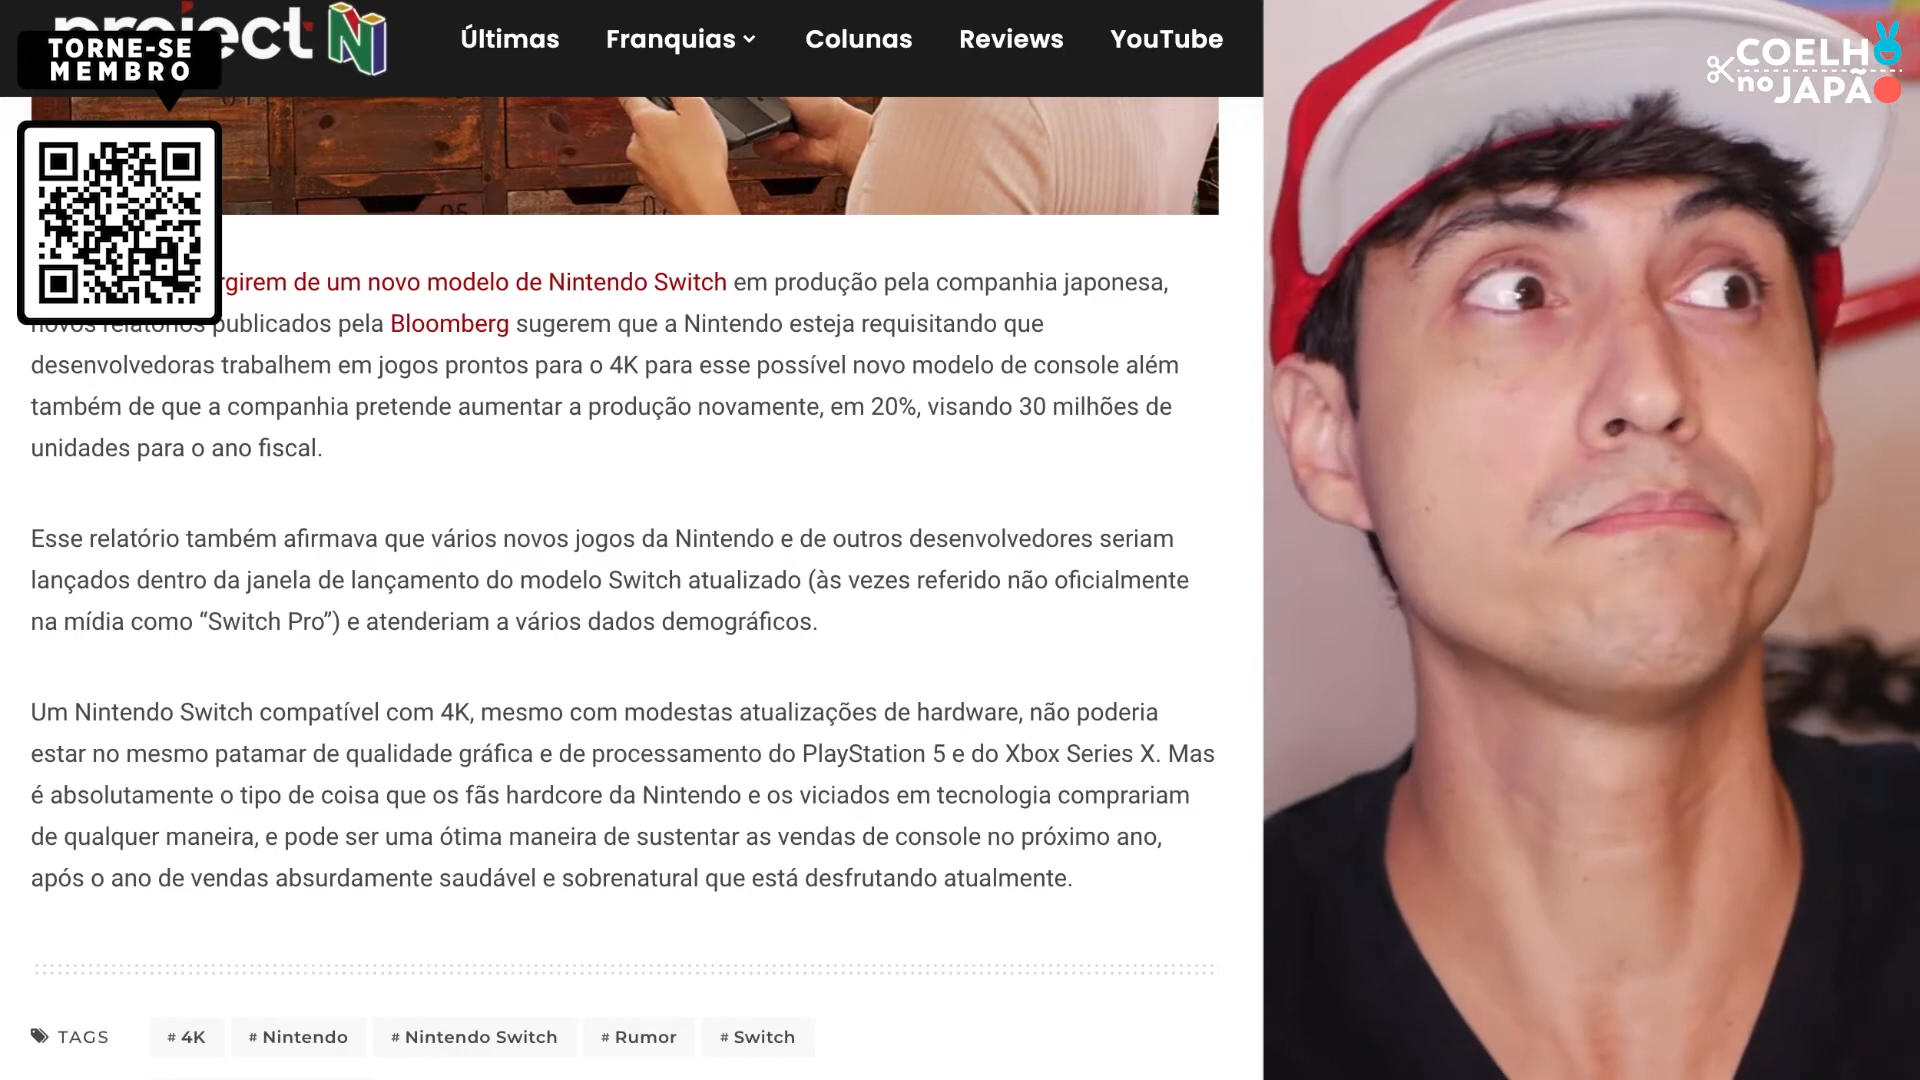 project N
Últimas
Franquias
Colunas
Reviews
YouTube
TORNE-SE
MEMBRO
COELHO
no JAPÃO
rgirem de um novo modelo de Nintendo Switch em produção pela companhia japonesa,
novos relatórios publicados pela Bloomberg sugerem que a Nintendo esteja requisitando que
desenvolvedoras trabalhem em jogos prontos para o 4K para esse possível novo modelo de console além
também de que a companhia pretende aumentar a produção novamente, em 20%, visando 30 milhões de
unidades para o ano fiscal.
Esse relatório também afirmava que vários novos jogos da Nintendo e de outros desenvolvedores seriam
lançados dentro da janela de lançamento do modelo Switch atualizado (às vezes referido não oficialmente
na mídia como “Switch Pro”) e atenderiam a vários dados demográficos.
Um Nintendo Switch compatível com 4K, mesmo com modestas atualizações de hardware, não poderia
estar no mesmo patamar de qualidade gráfica e de processamento do PlayStation 5 e do Xbox Series X. Mas
é absolutamente o tipo de coisa que os fãs hardcore da Nintendo e os viciados em tecnologia comprariam
de qualquer maneira, e pode ser uma ótima maneira de sustentar as vendas de console no próximo ano,
após o ano de vendas absurdamente saudável e sobrenatural que está desfrutando atualmente.
TAGS
# 4K
# Nintendo
# Nintendo Switch
# Rumor
# Switch